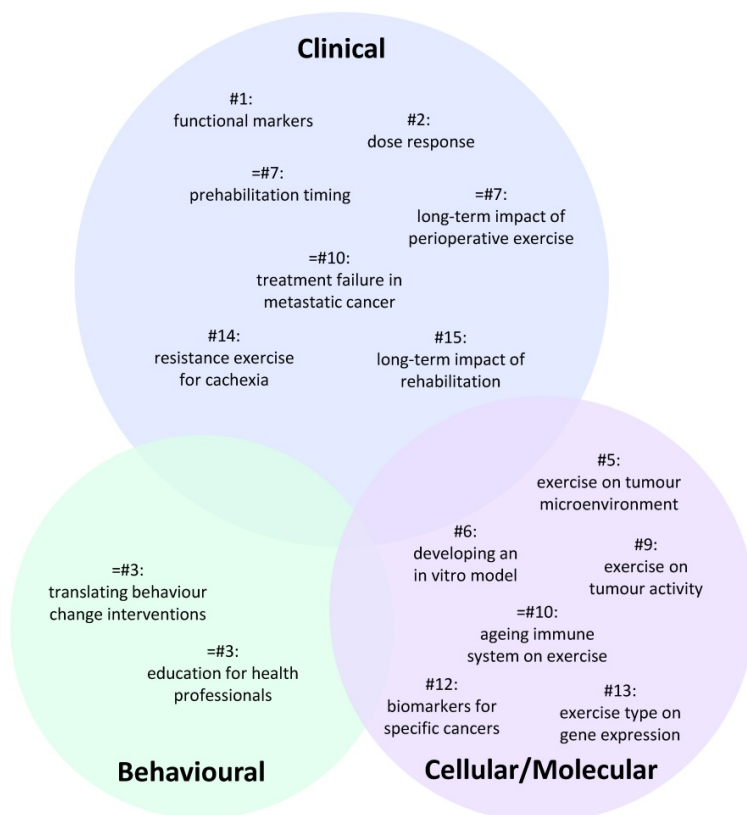 Clinical
#1:
functional markers
#2:
dose response
=#7:
prehabilitation timing
=#7:
long-term impact of
perioperative exercise
=#10:
treatment failure in
metastatic cancer
#14:
resistance exercise
for cachexia
#15:
long-term impact of
rehabilitation
#5:
exercise on tumour
microenvironment
#6:
developing an
in vitro model
#9:
exercise on
tumour activity
=#10:
ageing immune
system on exercise
#12:
biomarkers for
specific cancers
#13:
exercise type on
gene expression
=#3:
translating behaviour
change interventions
=#3:
education for health
professionals
Behavioural
Cellular/Molecular